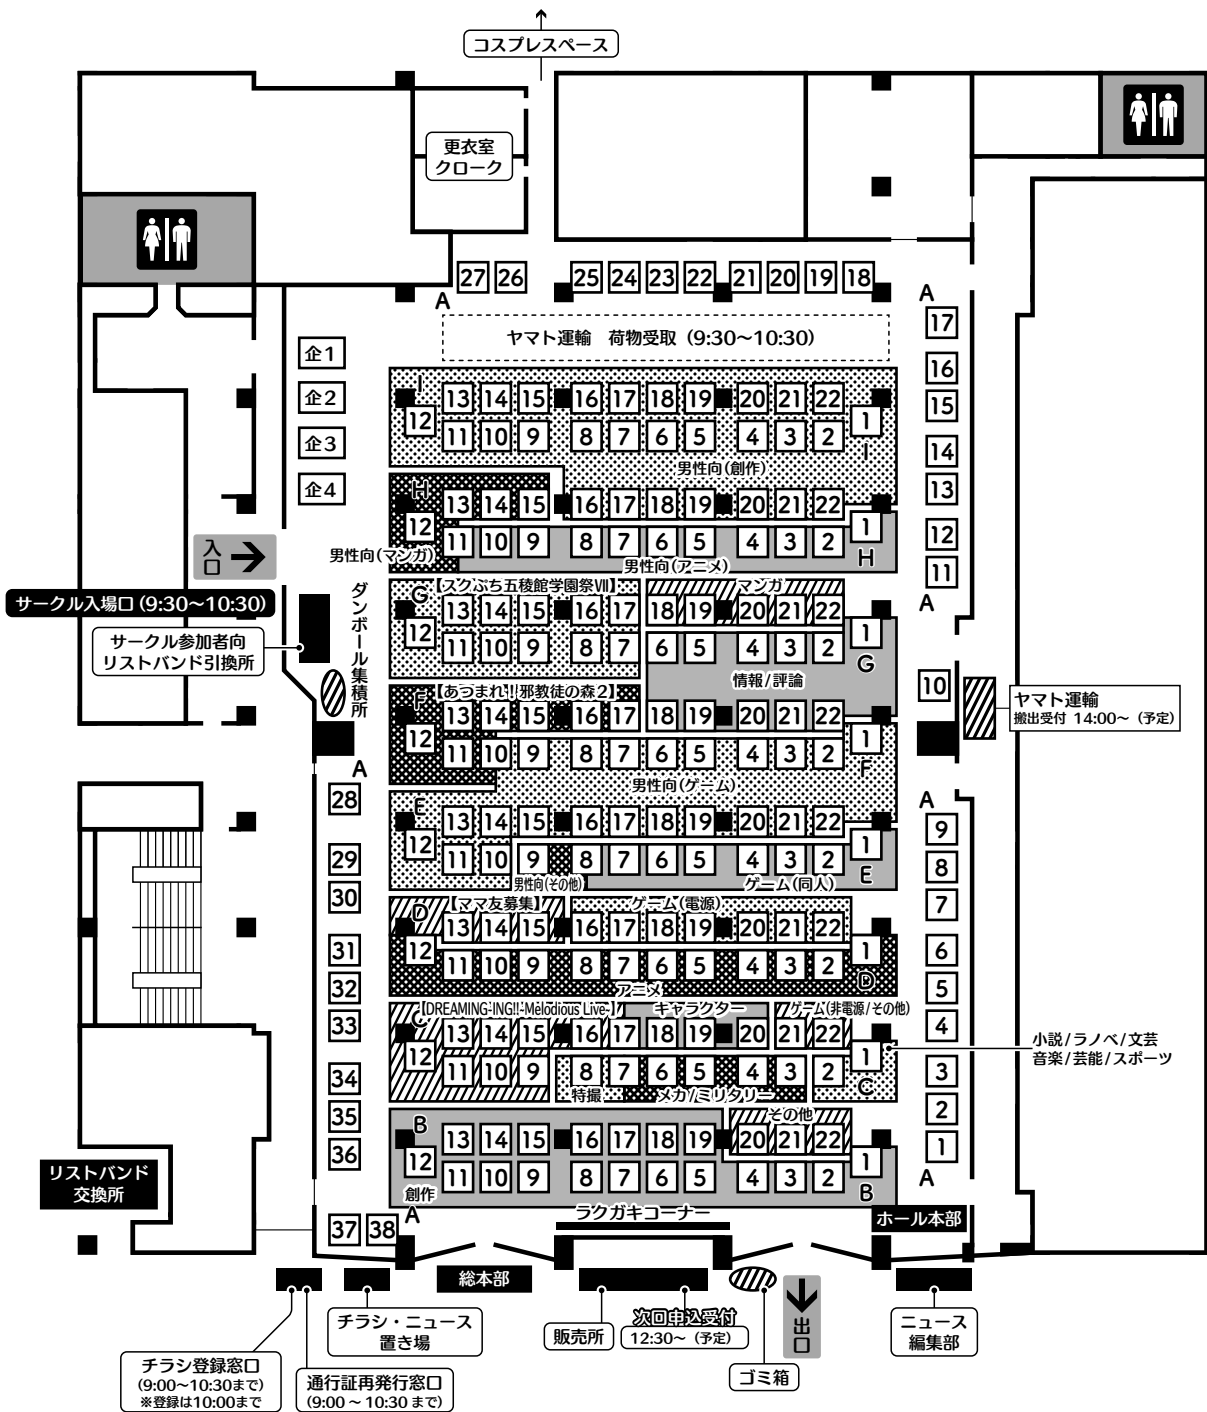 コスプレスペース
更衣室
クローク
A
27 26 25 24 23 22 21 20 19 18
A
17
16
15
14
13
12
11
A
ヤマト運輸 荷物受取（9:30～10:30）
企1
企2
企3
企4
I
13 14 15 16 17 18 19 20 21 22
12
1
11 10 9 8 7 6 5 4 3 2
I
男性向(創作)
H
13 14 15 16 17 18 19 20 21 22
12
1
11 10 9 8 7 6 5 4 3 2
H
男性向(マンガ)
男性向(アニメ)
入口
サークル入場口（9:30～10:30）
サークル参加者向
リストバンド引換所
ダンボール集積所
【スクぷち五稜館学園祭Ⅶ】
マンガ
G
13 14 15 16 17 18 19 20 21 22
12
1
11 10 9 8 7 6 5 4 3 2
G
情報/評論
10
ヤマト運輸
搬出受付 14:00～（予定）
【あつまれ!!邪教徒の森2】
F
13 14 15 16 17 18 19 20 21 22
12
1
11 10 9 8 7 6 5 4 3 2
F
男性向(ゲーム)
A
28
29
30
31
32
33
34
35
36
37 38
A
A
9
8
7
6
5
4
3
2
1
A
E
13 14 15 16 17 18 19 20 21 22
12
1
11 10 9 8 7 6 5 4 3 2
E
男性向(その他)
ゲーム(同人)
【ママ友募集】
ゲーム(電源)
D
13 14 15 16 17 18 19 20 21 22
12
1
11 10 9 8 7 6 5 4 3 2
D
アニメ
【DREAMING-ING!!-Melodious Live-】
キャラクター
ゲーム(非電源/その他)
C
13 14 15 16 17 18 19 20 21 22
12
1
11 10 9 8 7 6 5 4 3 2
C
特撮
メカ/ミリタリー
小説/ラノベ/文芸
音楽/芸能/スポーツ
その他
B
13 14 15 16 17 18 19 20 21 22
12
1
11 10 9 8 7 6 5 4 3 2
B
創作
リストバンド
交換所
ラクガキコーナー
ホール本部
総本部
チラシ・ニュース
置き場
販売所
次回申込受付
12:30～（予定）
出口
ゴミ箱
ニュース
編集部
チラシ登録窓口
(9:00～10:30まで)
※登録は10:00まで
通行証再発行窓口
(9:00～10:30まで)